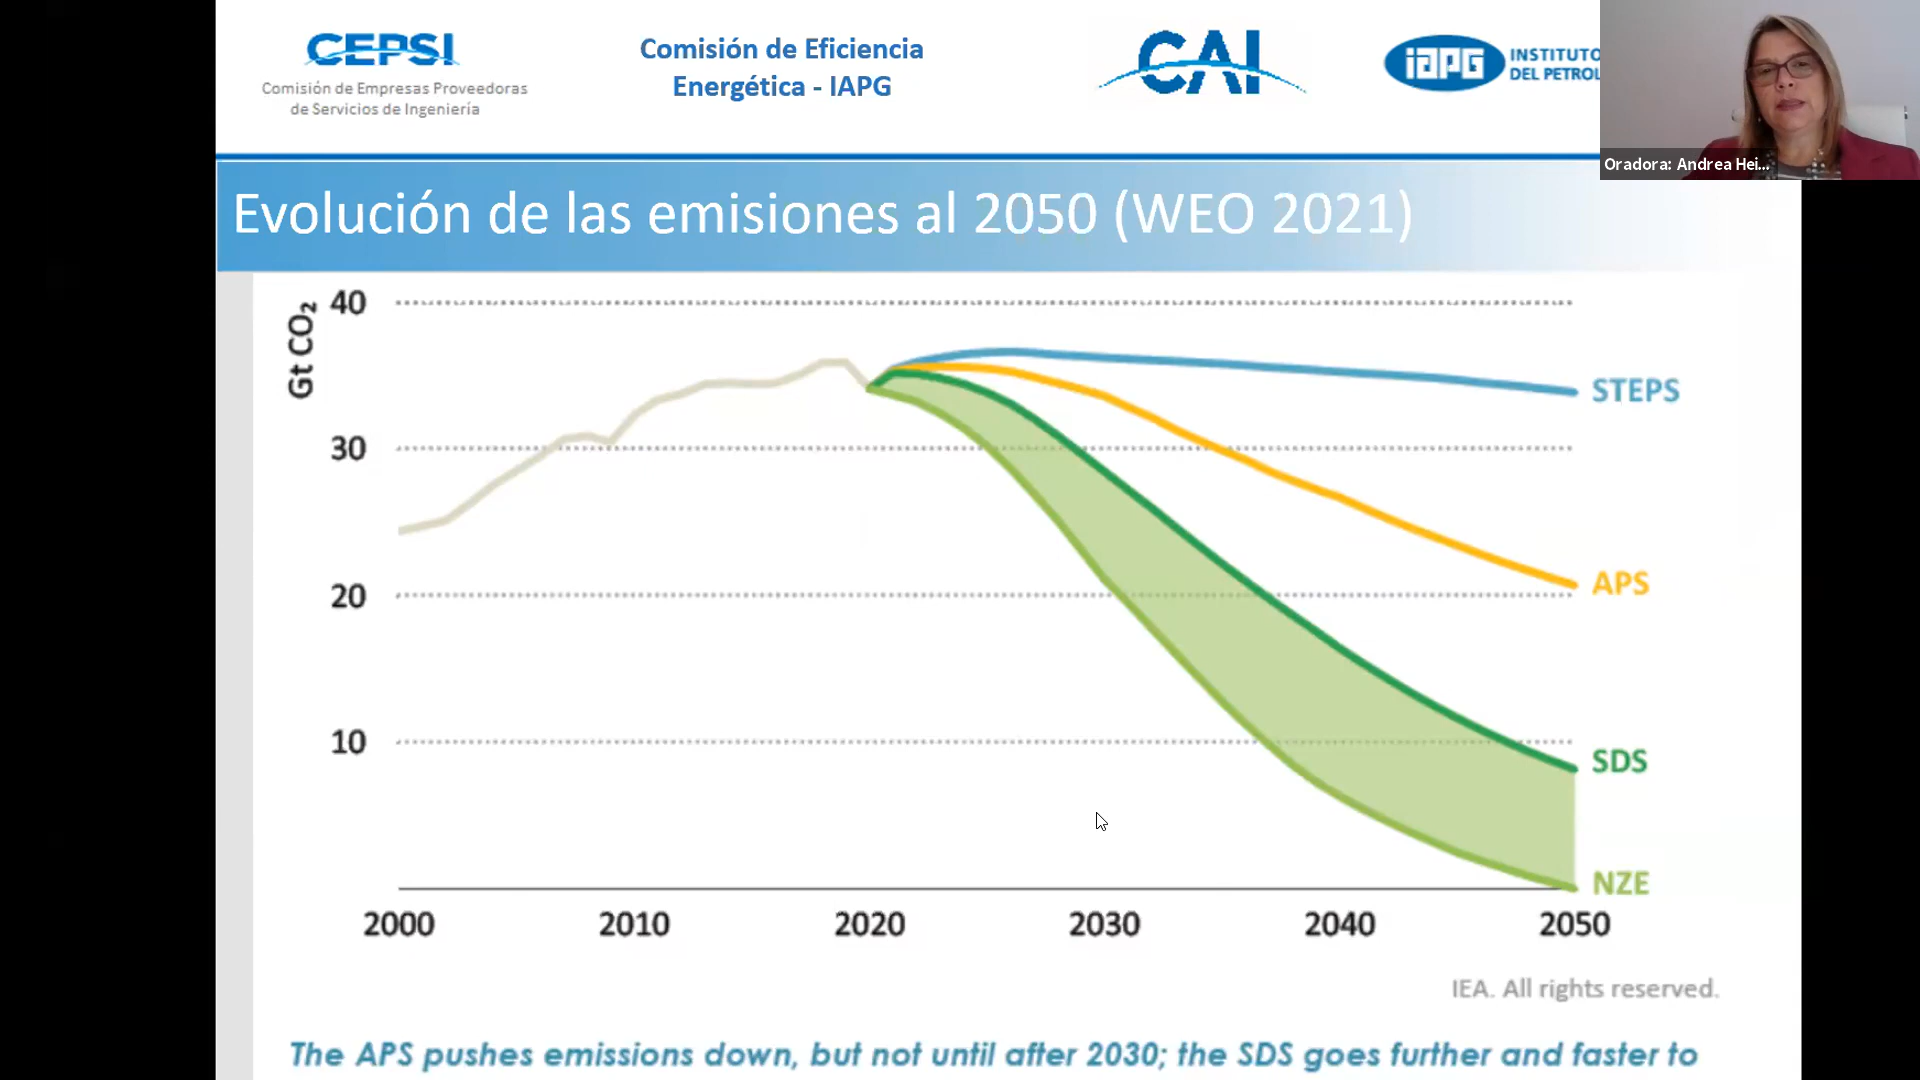 CEPSI
Comisión de Empresas Proveedoras
de Servicios de Ingeniería
Comisión de Eficiencia
Energética - IAPG
CAI
iapg
INSTITUTO
DEL PETROL
Oradora: Andrea Hei...
Evolución de las emisiones al 2050 (WEO 2021)
Gt CO₂
40
30
20
10
STEPS
APS
SDS
NZE
2000 2010 2020 2030 2040 2050
IEA. All rights reserved.
The APS pushes emissions down, but not until after 2030; the SDS goes further and faster to